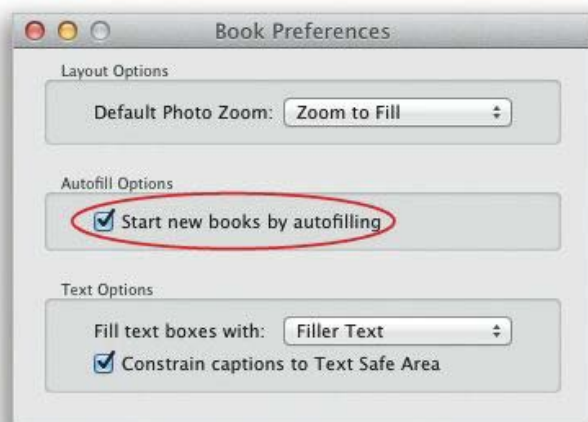 Book Preferences
Layout Options
Default Photo Zoom: Zoom to Fill
Autofill Options
Start new books by autofilling
Text Options
Fill text boxes with: Filler Text
Constrain captions to Text Safe Area